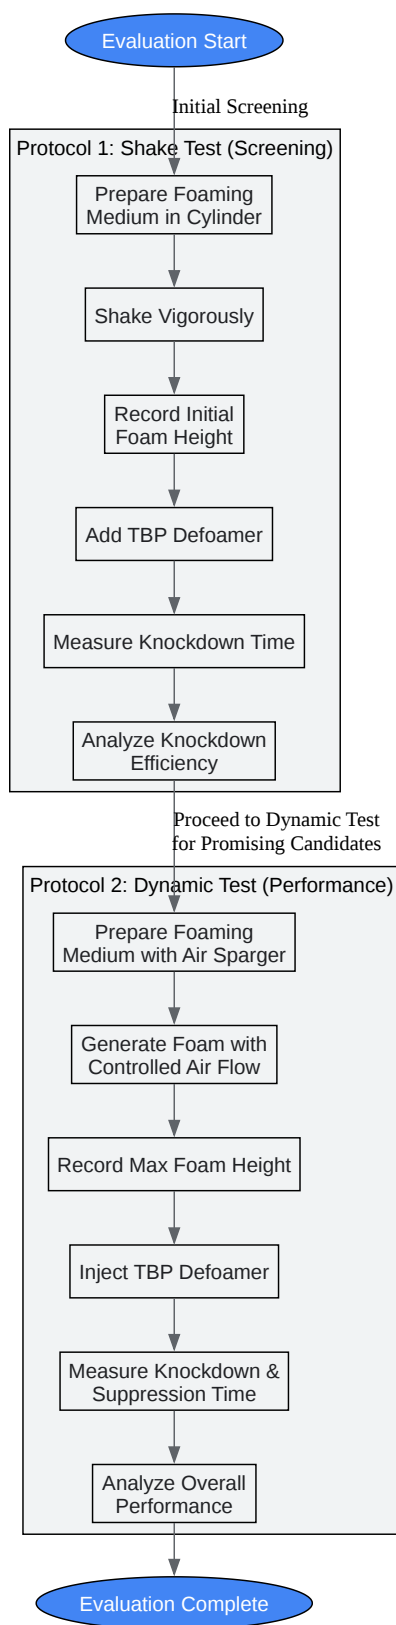 Evaluation Start
Initial Screening
Protocol 1: Shake Test (Screening)
Prepare Foaming
Medium in Cylinder
Shake Vigorously
Record Initial
Foam Height
Add TBP Defoamer
Measure Knockdown Time
Analyze Knockdown
Efficiency
Proceed to Dynamic Test
for Promising Candidates
Protocol 2: Dynamic Test (Performance)
Prepare Foaming
Medium with Air Sparger
Generate Foam with
Controlled Air Flow
Record Max Foam Height
Inject TBP Defoamer
Measure Knockdown &
Suppression Time
Analyze Overall
Performance
Evaluation Complete